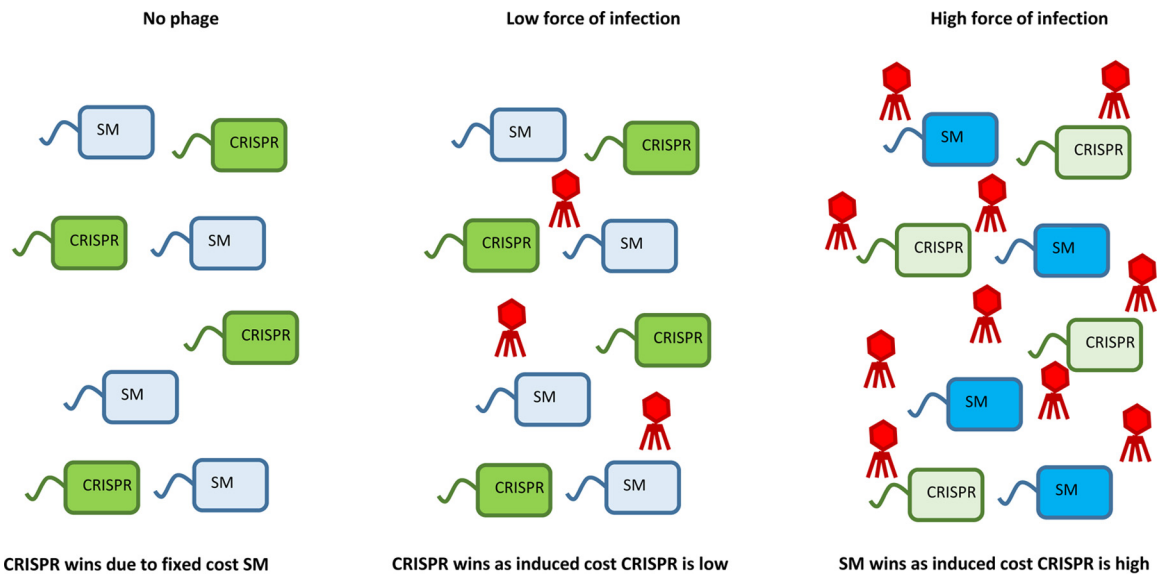 No phage
Low force of infection
High force of infection
SM
CRISPR
CRISPR
SM
CRISPR
SM
CRISPR
SM
SM
CRISPR
CRISPR
SM
CRISPR
SM
CRISPR
SM
SM
CRISPR
CRISPR
SM
CRISPR
SM
CRISPR
SM
CRISPR wins due to fixed cost SM
CRISPR wins as induced cost CRISPR is low
SM wins as induced cost CRISPR is high